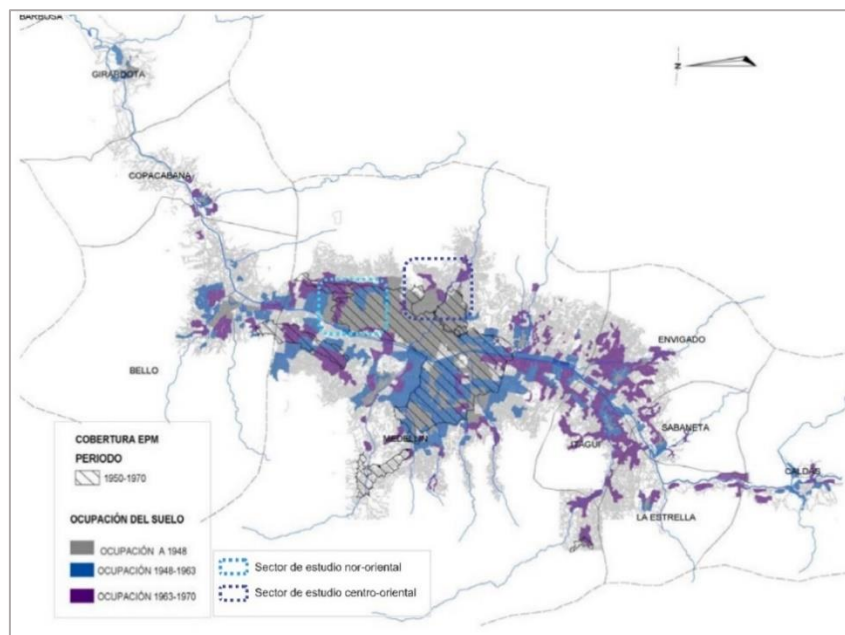 BARBOSA
GIRARDOTA
COPACABANA
N
BELLO
MEDELLIN
ENVIGADO
SABANETA
ITAGUI
CALDAS
LA ESTRELLA
COBERTURA EPM
PERIODO
1950-1970
OCUPACIÓN DEL SUELO
OCUPACIÓN A 1948
OCUPACIÓN 1948-1963
OCUPACIÓN 1963-1970
Sector de estudio nor-oriental
Sector de estudio centro-oriental